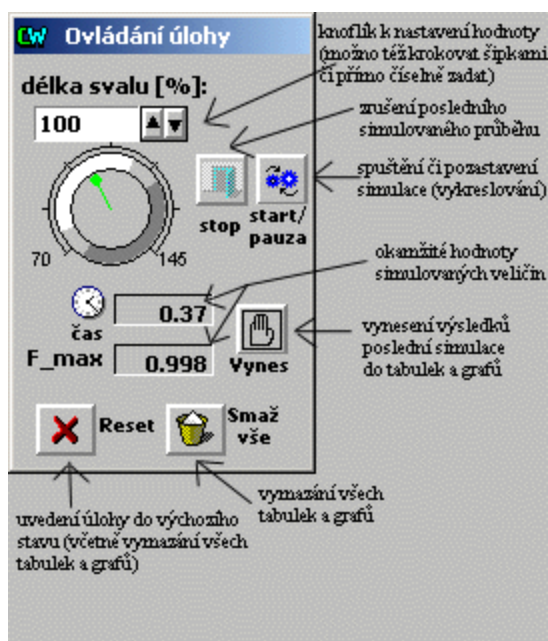 CW Ovládání úlohy
délka svalu [%]:
100
70
145
stop
start/
pauza
čas
0.37
F_max
0.998
Vynes
Reset
Smaž
vše
knoflík k nastavení hodnoty
(možno též krokovat šipkami
či přímo číselně zadat)
zrušení posledního
simulovaného průběhu
spuštění či pozastavení
simulace (vykreslování)
okamžité hodnoty
simulovaných veličin
vynesení výsledků
poslední simulace
do tabulek a grafů
vymazání všech
tabulek a grafů
uvedení úlohy do výchozího
stavu (včetně vymazání všech
tabulek a grafů)